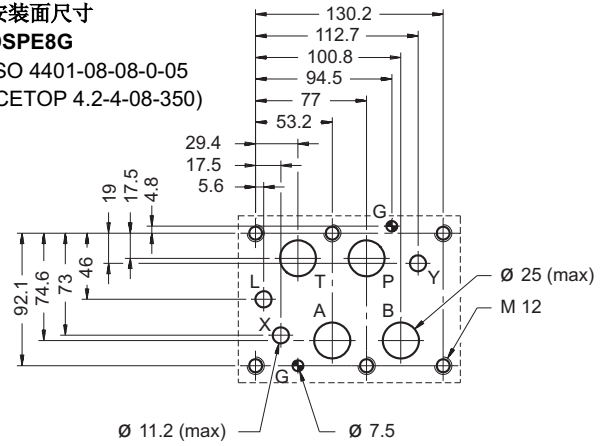 安装面尺寸
DSPE8G
ISO 4401-08-08-0-05
(CETOP 4.2-4-08-350)
130.2
112.7
100.8
94.5
77
53.2
29.4
17.5
5.6
19
17.5
4.8
92.1
74.6
73
46
G
T
P
Y
L
A
B
X
G
Ø 25 (max)
M 12
Ø 11.2 (max)
Ø 7.5